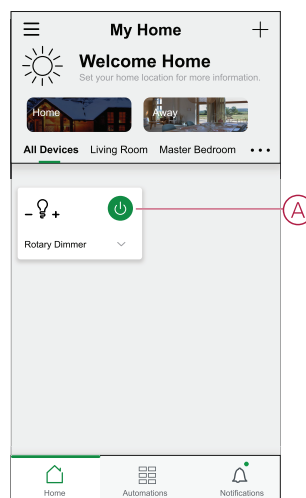 My Home
Welcome Home
Set your home location for more information.
Home
Away
All Devices Living Room Master Bedroom
Rotary Dimmer
A
Home Automations Notifications